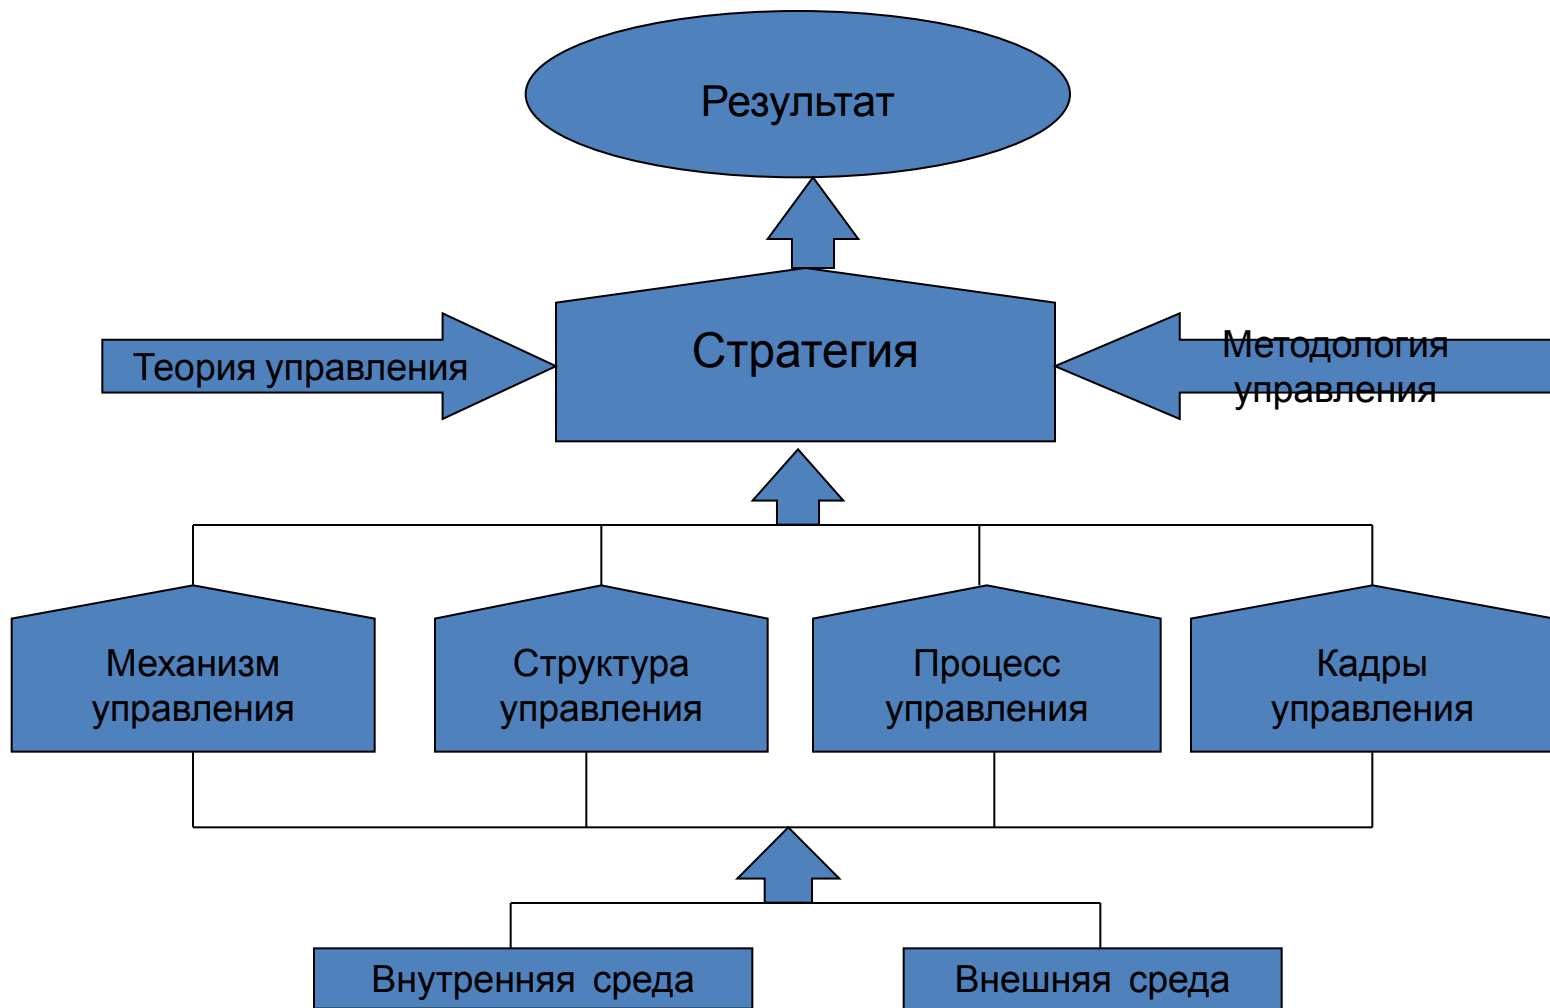 Результат
Стратегия
Теория управления
Методология
управления
Механизм
управления
Структура
управления
Процесс
управления
Кадры
управления
Внутренняя среда
Внешняя среда